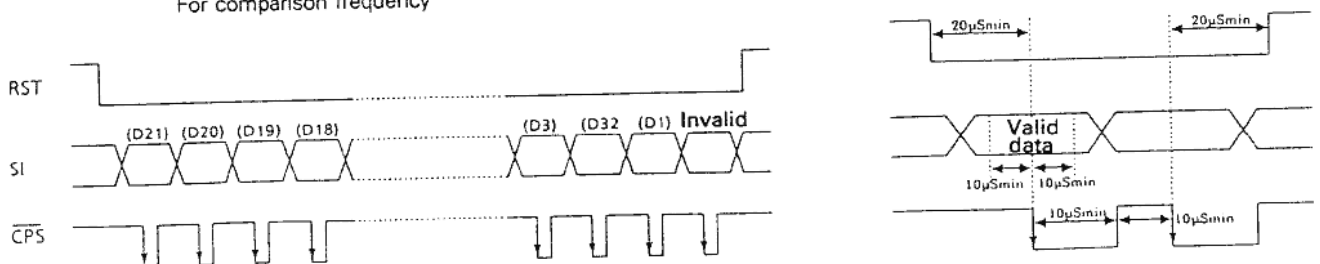 For comparison frequency
RST
SI
CPS
(D21) (D20) (D19) (D18)
(D3) (D32 (D1) Invalid
20µSmin 20µSmin
Valid
data
10µSmin 10µSmin
10µSmin 10µSmin